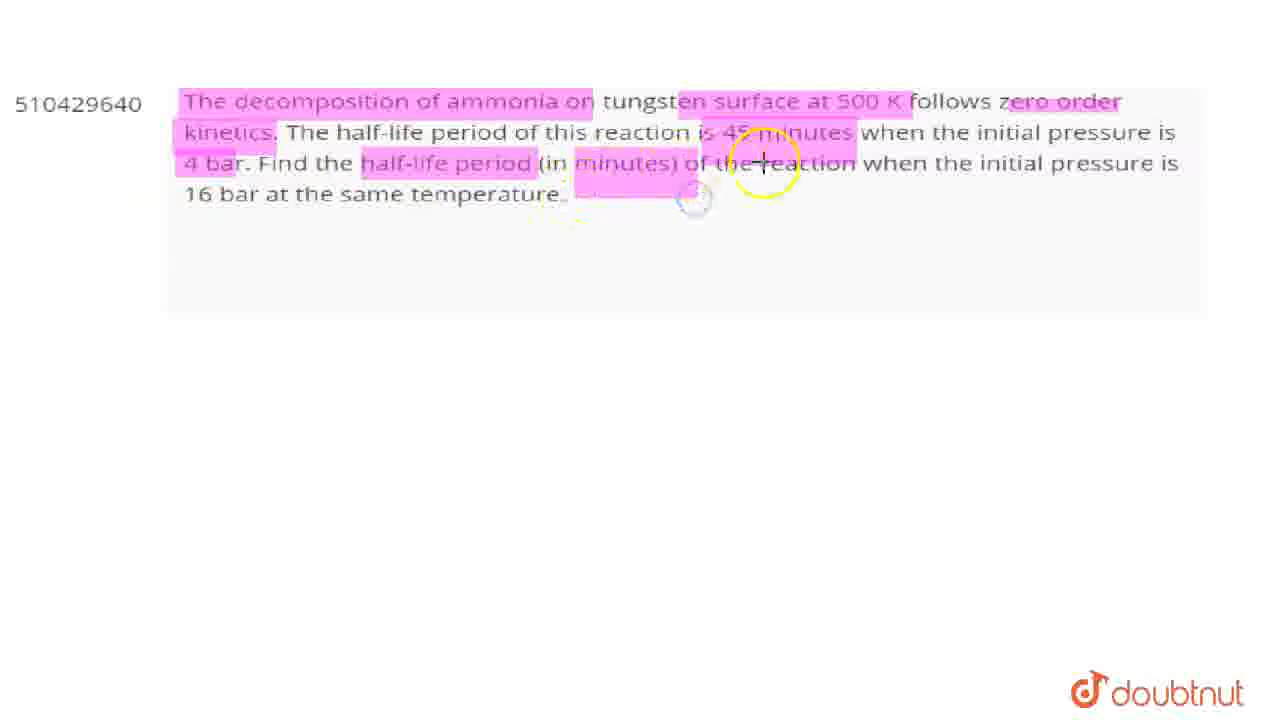 510429640
The decomposition of ammonia on tungsten surface at 500 K follows zero order
kinetics. The half-life period of this reaction is 45 minutes when the initial pressure is
4 bar. Find the half-life period (in minutes) of the reaction when the initial pressure is
16 bar at the same temperature.
doubtnut